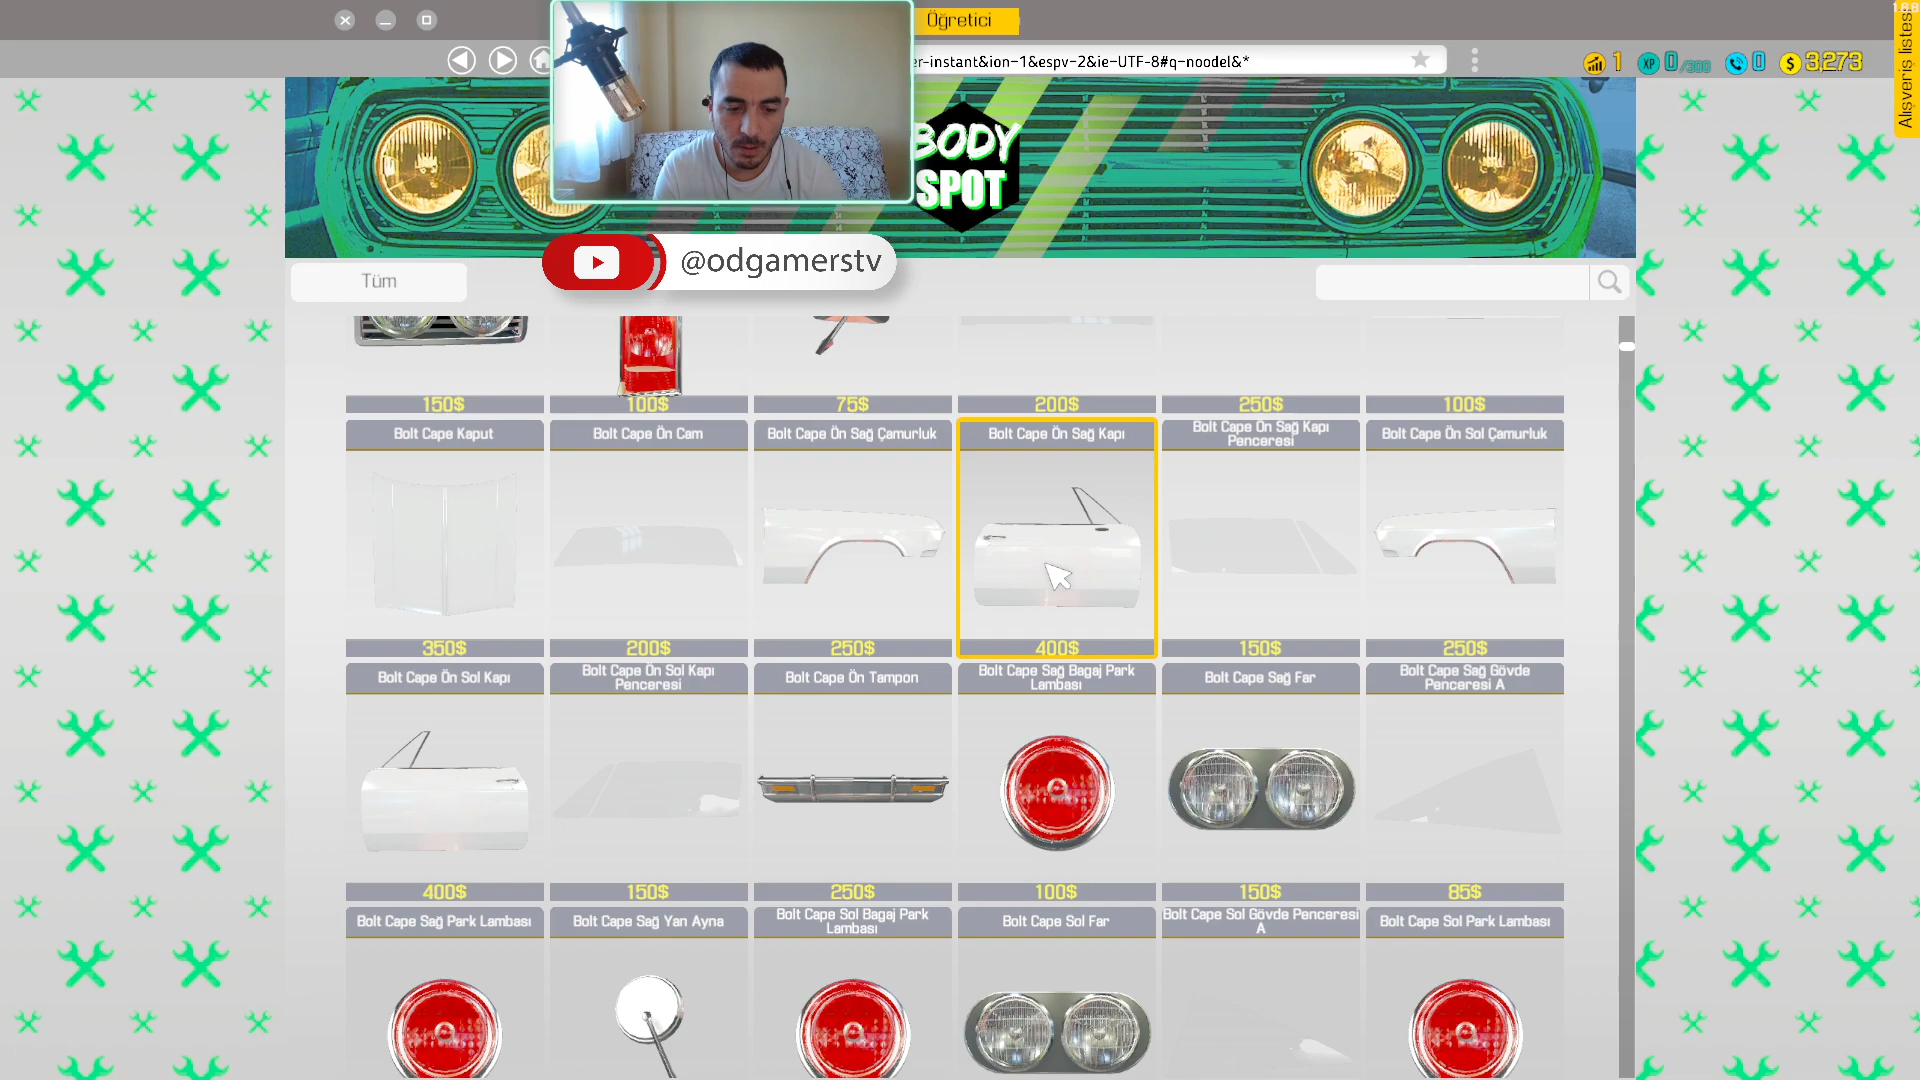 Öğretici
1.8.8
Alışveriş listesi
er-instant&ion-1&espv-2&ie-UTF-8#q-noodel&*
1
XP 0/300
0
$ 3,273
BODY
SPOT
@odgamerstv
Tüm
150$
100$
75$
200$
250$
100$
Bolt Cape Kaput
Bolt Cape Ön Cam
Bolt Cape Ön Sağ Çamurluk
Bolt Cape Ön Sağ Kapı
Bolt Cape Ön Sağ Kapı
Penceresi
Bolt Cape Ön Sol Çamurluk
350$
200$
250$
400$
150$
250$
Bolt Cape Ön Sol Kapı
Bolt Cape Ön Sol Kapı
Penceresi
Bolt Cape Ön Tampon
Bolt Cape Sağ Bagaj Park
Lambası
Bolt Cape Sağ Far
Bolt Cape Sağ Gövde
Penceresi A
400$
150$
250$
100$
150$
85$
Bolt Cape Sağ Park Lambası
Bolt Cape Sağ Yan Ayna
Bolt Cape Sol Bagaj Park
Lambası
Bolt Cape Sol Far
Bolt Cape Sol Gövde Penceresi
A
Bolt Cape Sol Park Lambası